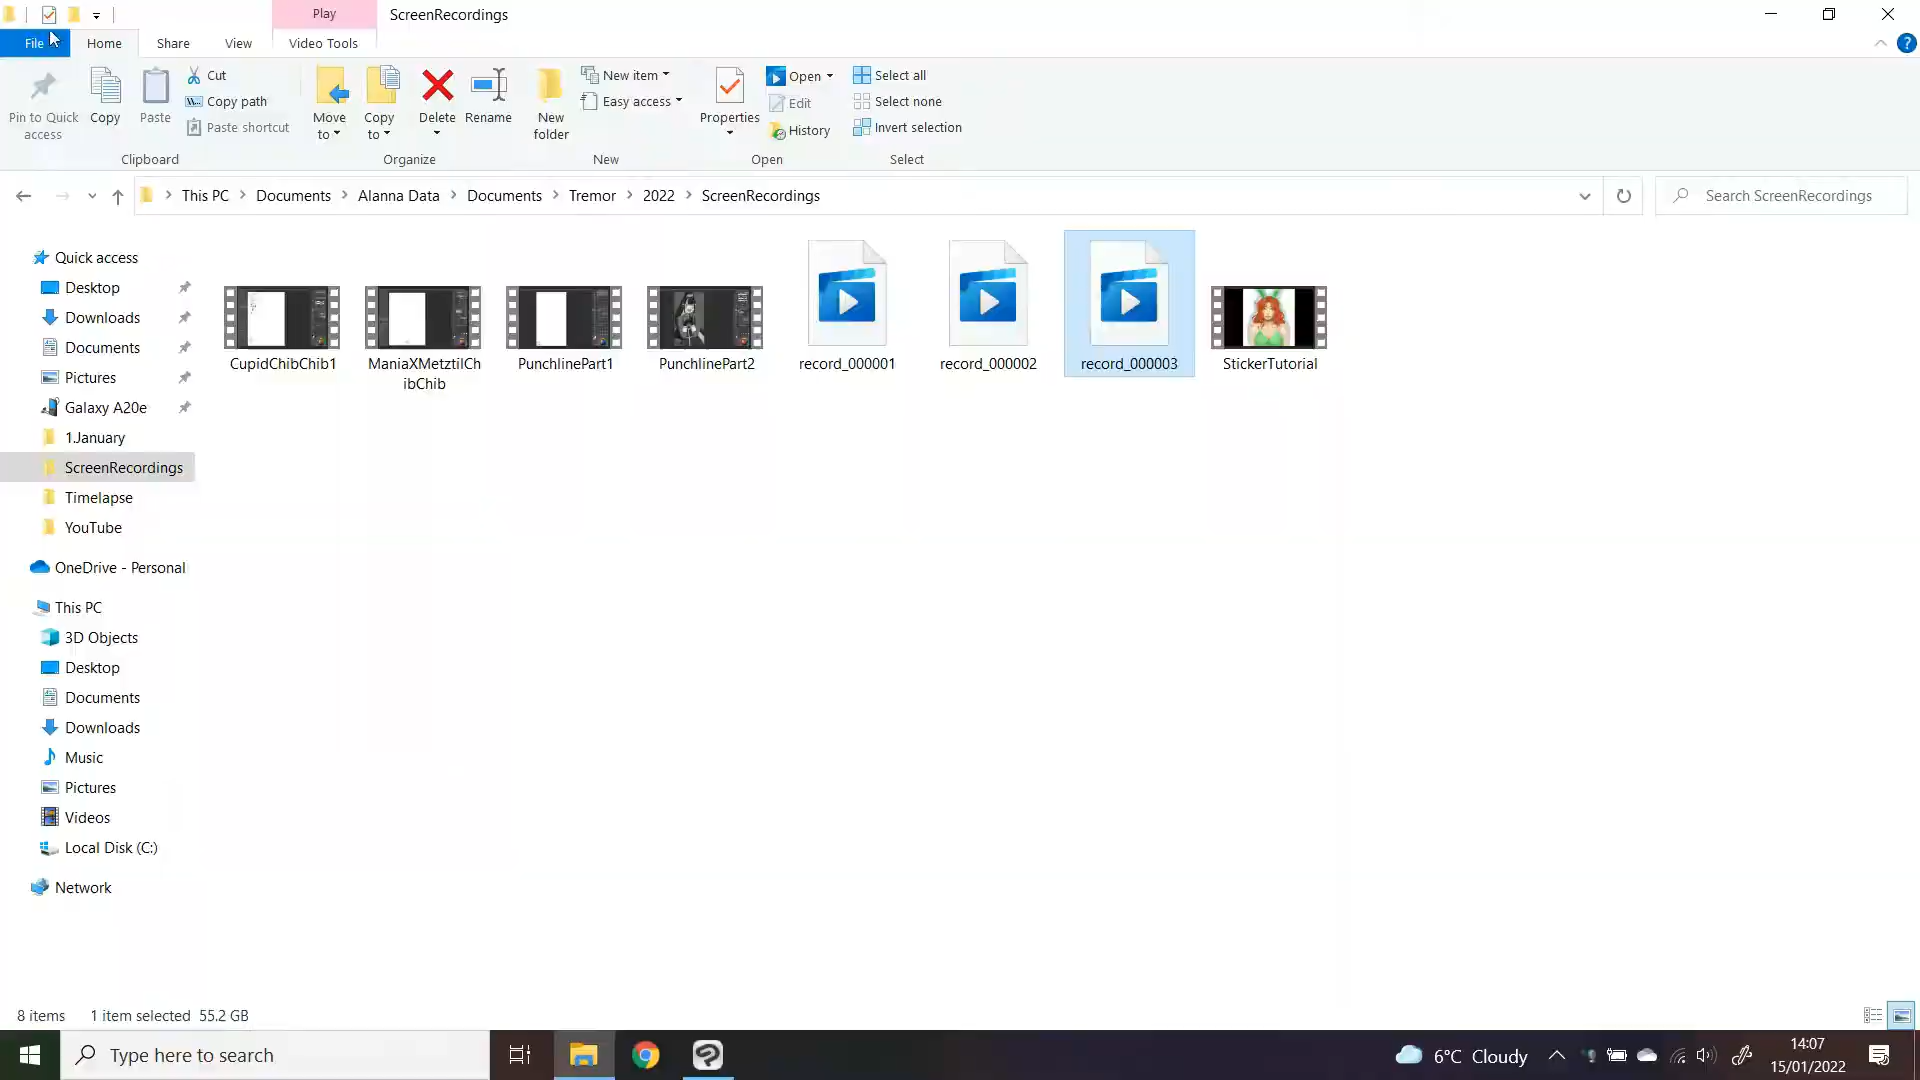 Play
ScreenRecordings
File
Home
Share
View
Video Tools
Pin to Quick access
Copy
Paste
Cut
Copy path
Paste shortcut
Clipboard
Move to
Copy to
Delete
Rename
Organize
New folder
New item
Easy access
New
Properties
Open
Edit
History
Open
Select all
Select none
Invert selection
Select
This PC
Documents
Alanna Data
Documents
Tremor
2022
ScreenRecordings
Search ScreenRecordings
Quick access
Desktop
Downloads
Documents
Pictures
Galaxy A20e
1.January
ScreenRecordings
Timelapse
YouTube
OneDrive - Personal
This PC
3D Objects
Desktop
Documents
Downloads
Music
Pictures
Videos
Local Disk (C:)
Network
CupidChibChib1
ManiaXMetztilCh
ibChib
PunchlinePart1
PunchlinePart2
record_000001
record_000002
record_000003
StickerTutorial
8 items
1 item selected 55.2 GB
Type here to search
6°C Cloudy
14:07
15/01/2022